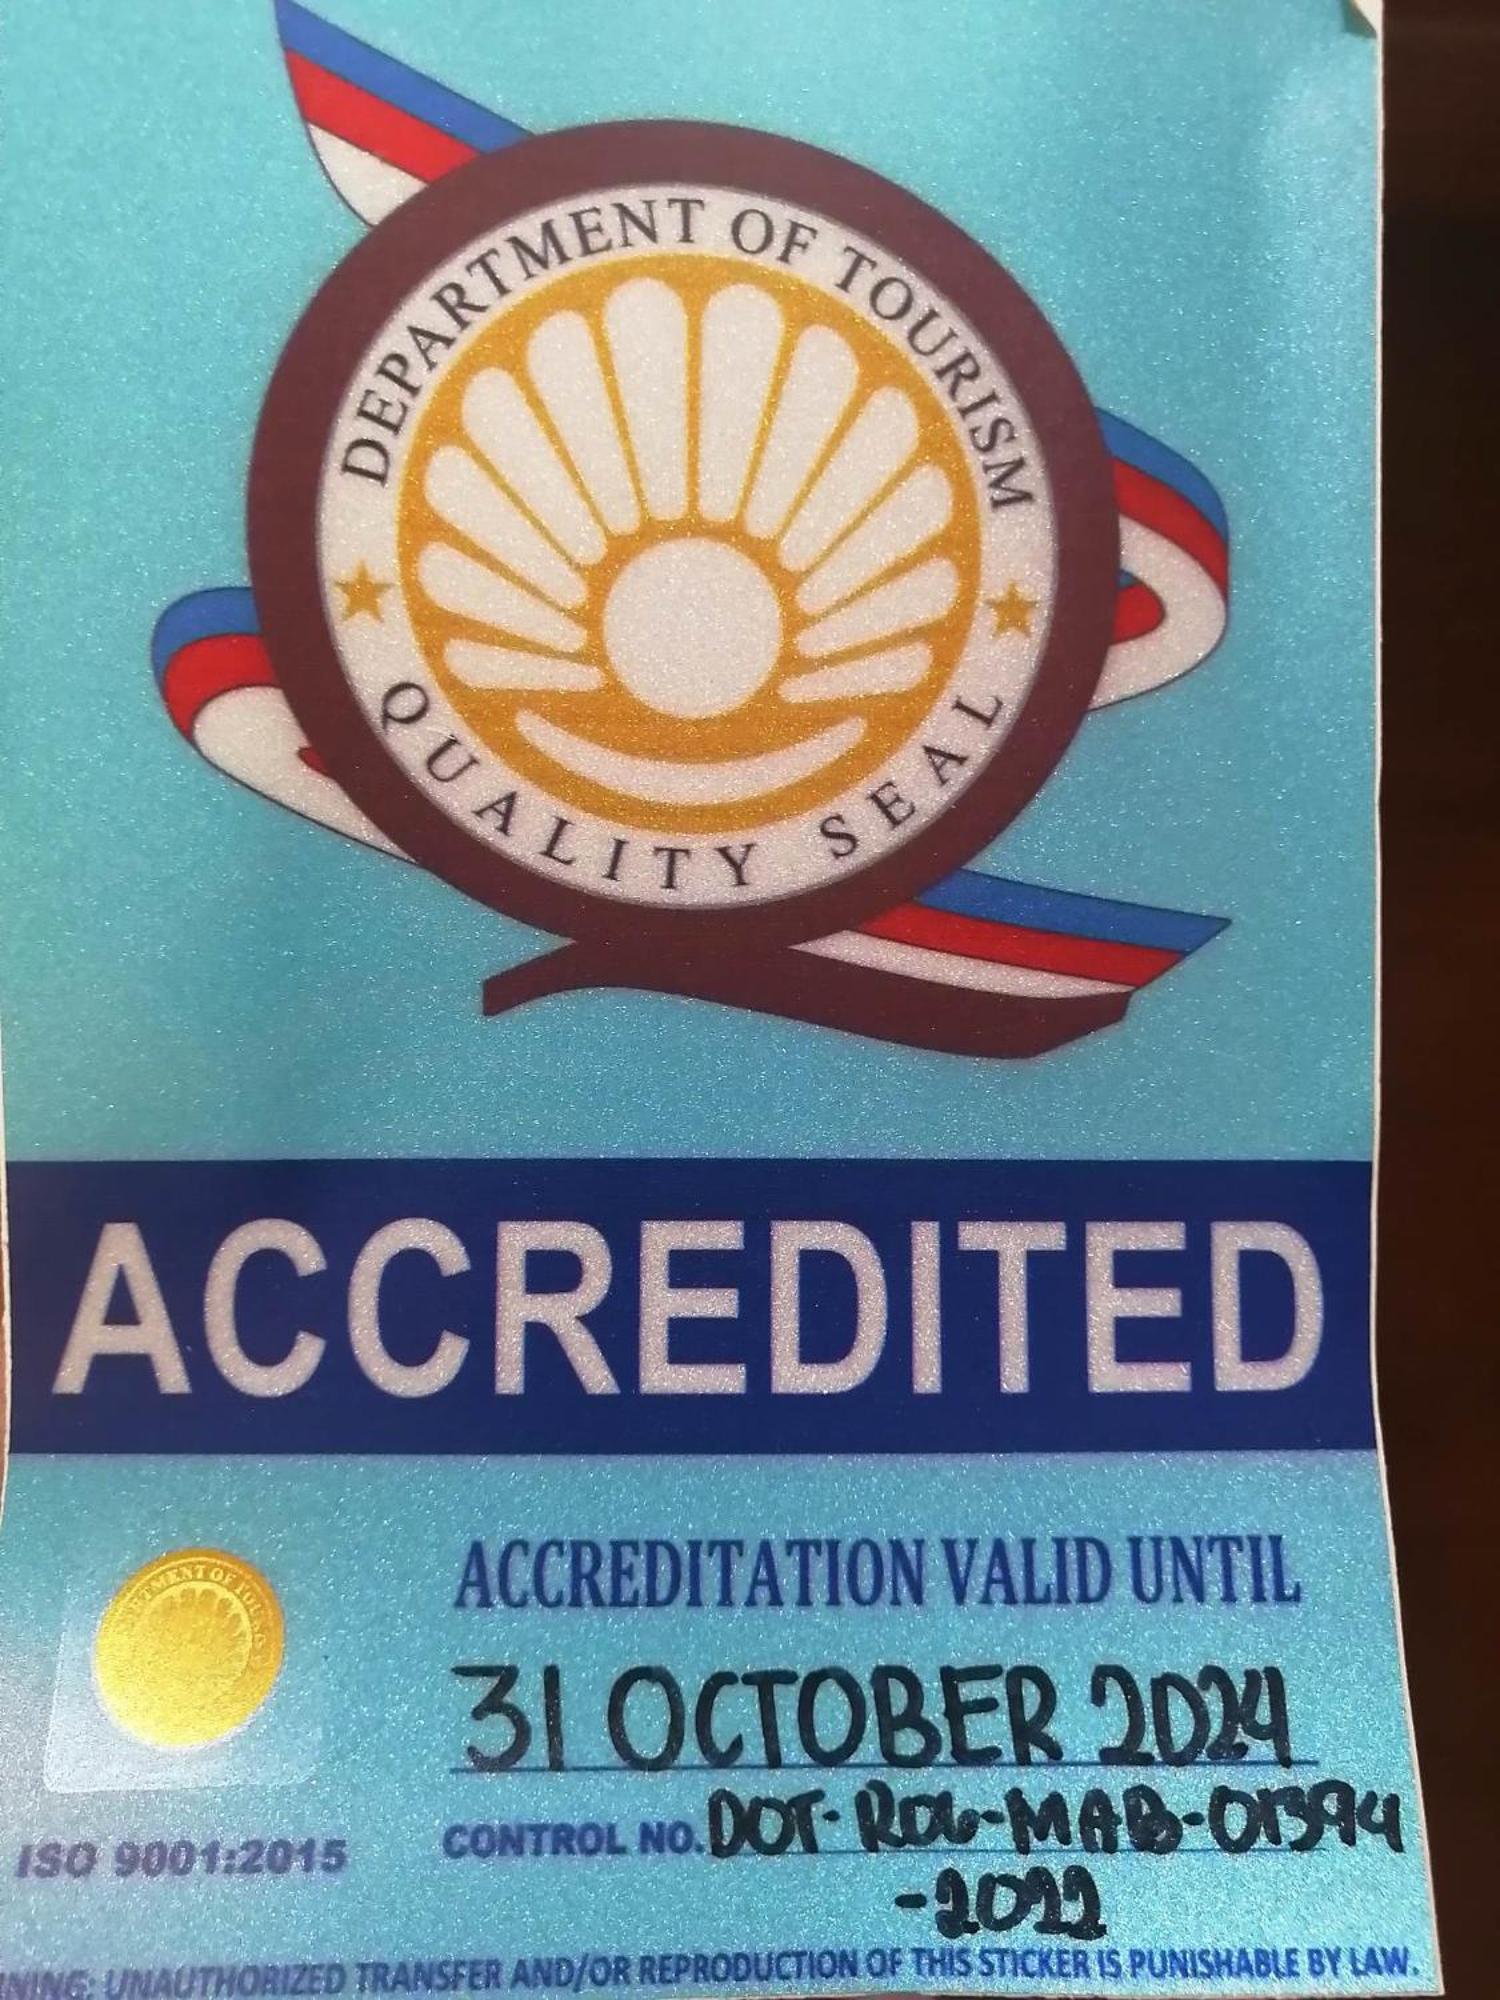 DEPARTMENT OF TOURISM
QUALITY SEAL
ACCREDITED
ACCREDITATION VALID UNTIL
31 OCTOBER 2024
CONTROL NO. DOT-R06-MAB-01394
-2022
ISO 9001:2015
UNAUTHORIZED TRANSFER AND/OR REPRODUCTION OF THIS STICKER IS PUNISHABLE BY LAW.